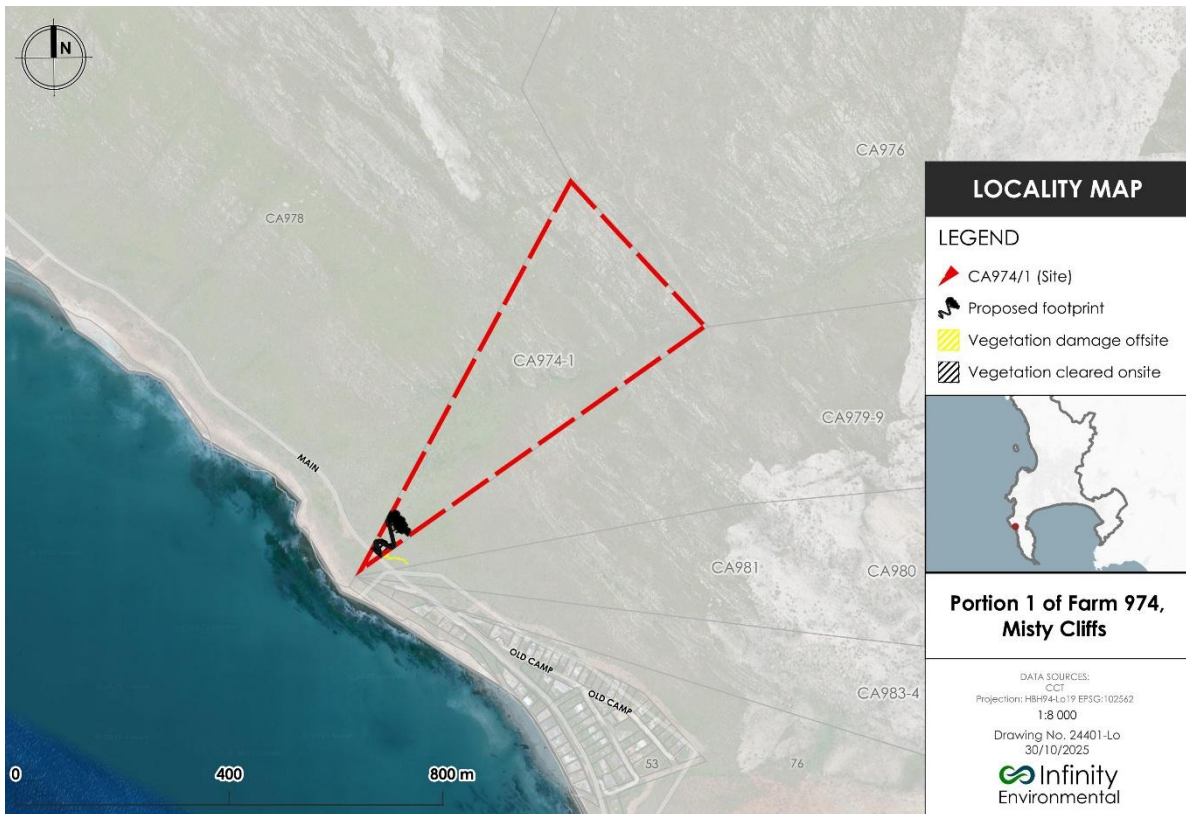 N
CA976
CA978
CA974-1
CA979-9
MAIN
CA981
CA980
OLD CAMP
OLD CAMP
CA983-4
53
76
0
400
800 m
LOCALITY MAP
LEGEND
CA974/1 (Site)
Proposed footprint
Vegetation damage offsite
Vegetation cleared onsite
Portion 1 of Farm 974,
Misty Cliffs
DATA SOURCES:
CCT
Projection: HBH94-Lo19 EPSG:102562
1:8 000
Drawing No. 24401-Lo
30/10/2025
Infinity
Environmental